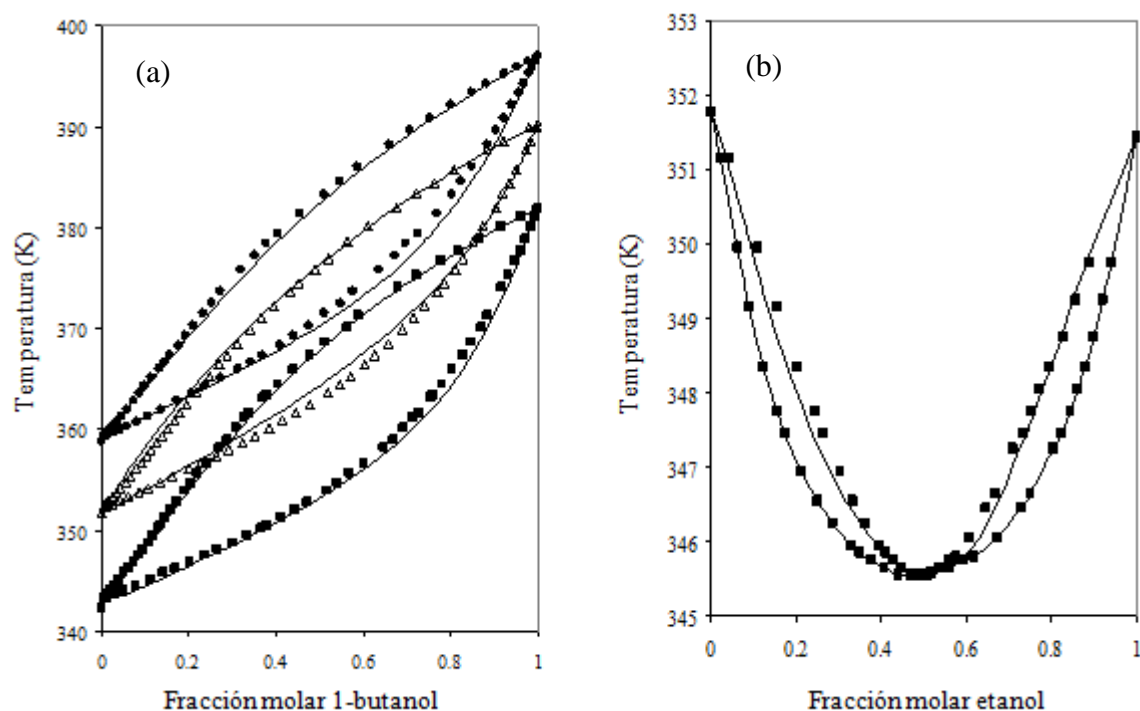 (a)
Temperatura (K)
400
390
380
370
360
350
340
0 0.2 0.4 0.6 0.8 1
Fracción molar 1-butanol
(b)
Temperatura (K)
353
352
351
350
349
348
347
346
345
0 0.2 0.4 0.6 0.8 1
Fracción molar etanol